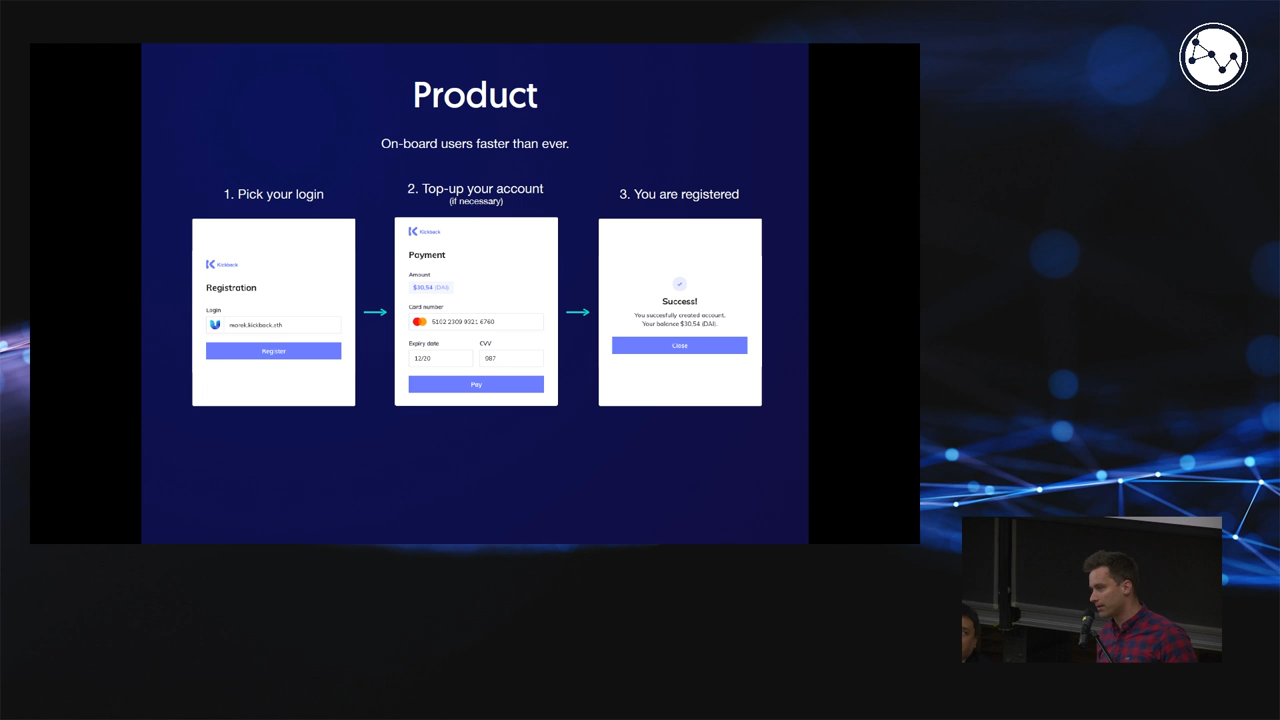 Product
On-board users faster than ever.
1. Pick your login
2. Top-up your account
(if necessary)
3. You are registered
Kickback
Registration
Login
marek.kickback.eth
Register
Kickback
Payment
Amount
$30,54 (DAI)
Card number
5102 2309 9321 6760
Expiry date
CVV
12/20
987
Pay
Success!
You succesfully created account.
Your balance $30.54 (DAI).
Close